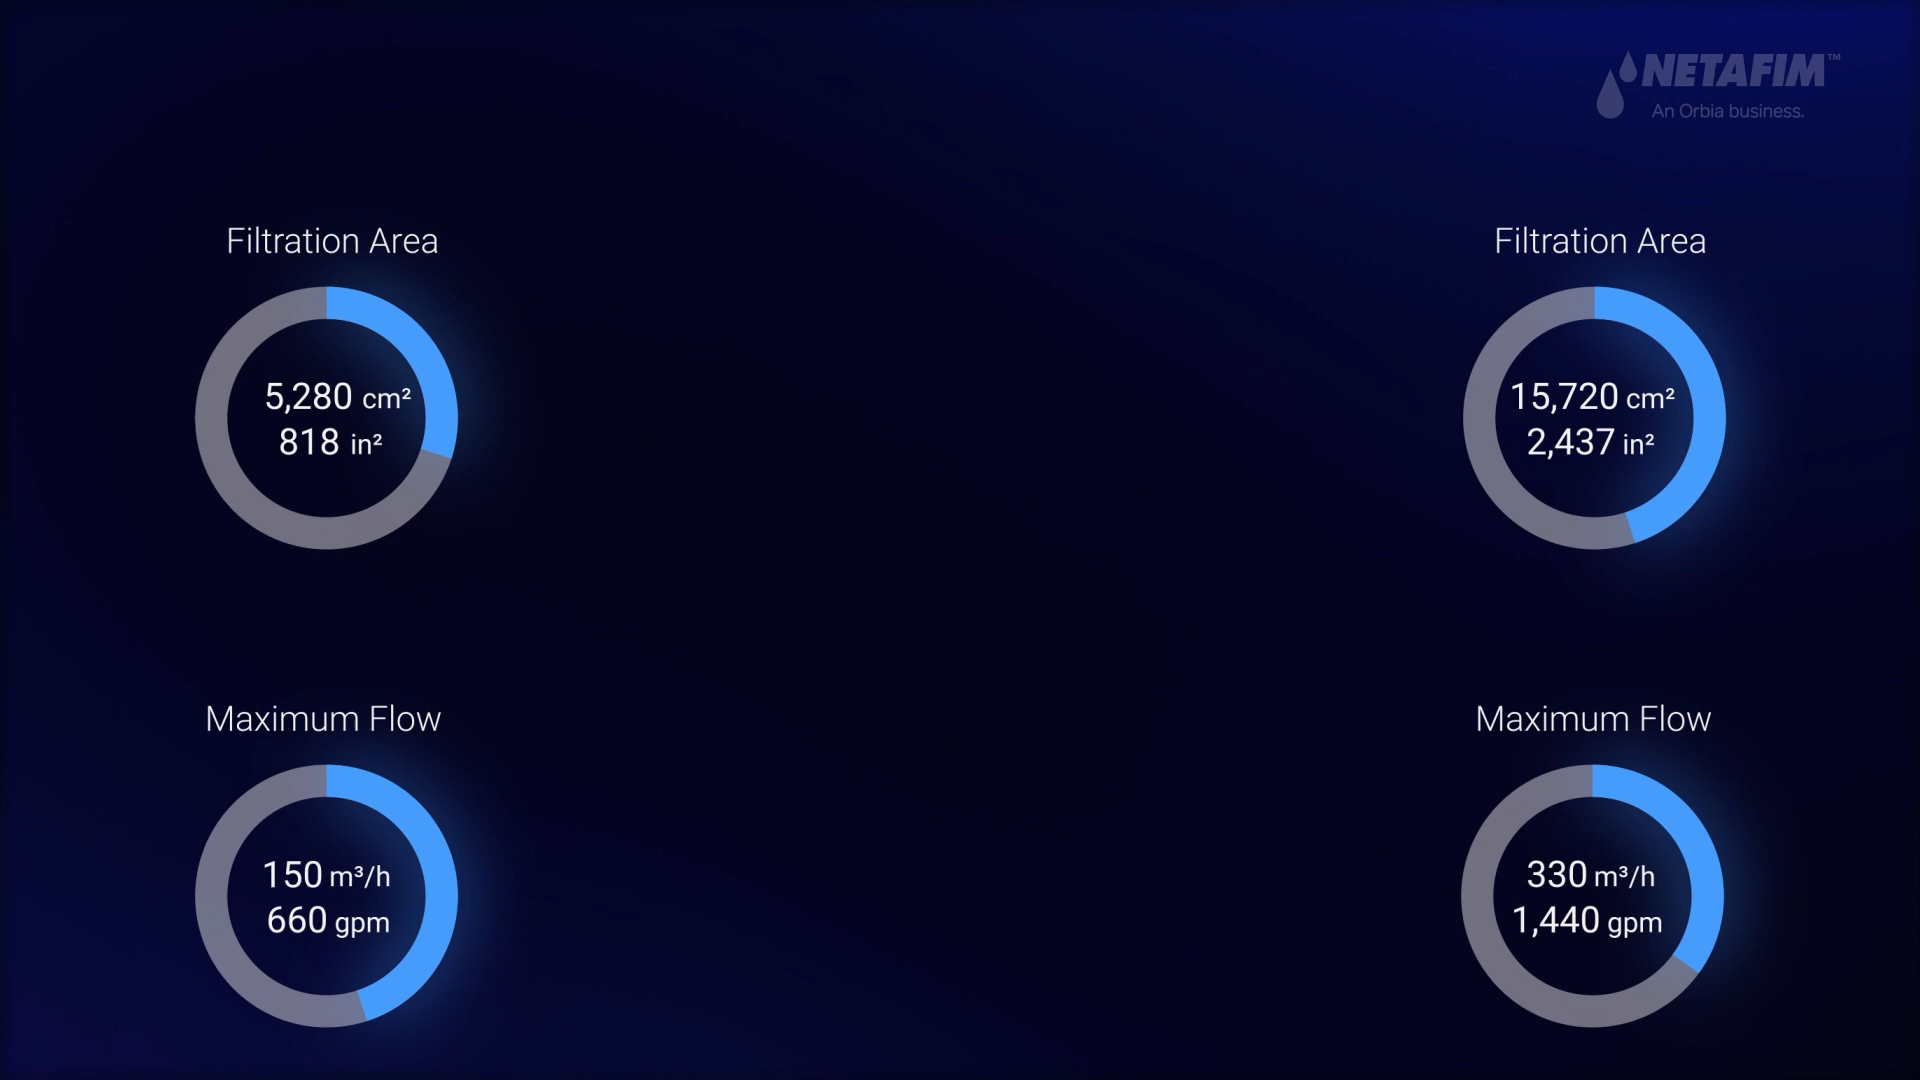 NETAFIM™
An Orbia business.
Filtration Area
5,280 cm²
818 in²
Filtration Area
15,720 cm²
2,437 in²
Maximum Flow
150 m³/h
660 gpm
Maximum Flow
330 m³/h
1,440 gpm